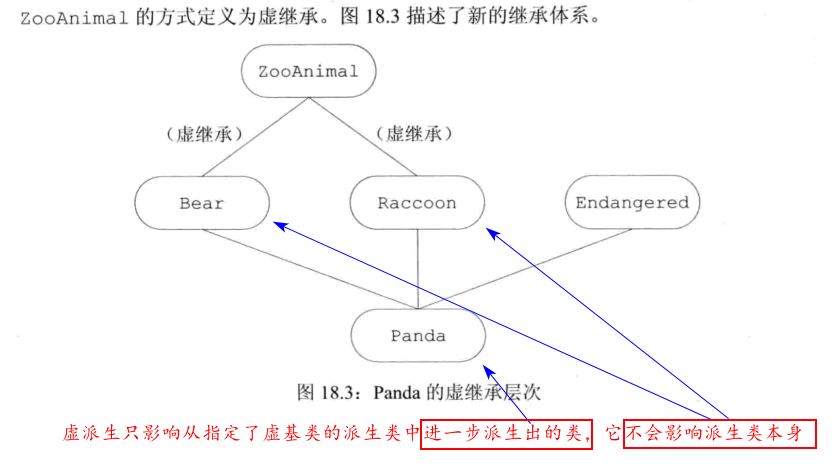 ZooAnimal 的方式定义为虚继承。图 18.3 描述了新的继承体系。
ZooAnimal
（虚继承） （虚继承）
Bear Raccoon Endangered
Panda
图 18.3：Panda 的虚继承层次
虚派生只影响从指定了虚基类的派生类中进一步派生出的类，它不会影响派生类本身